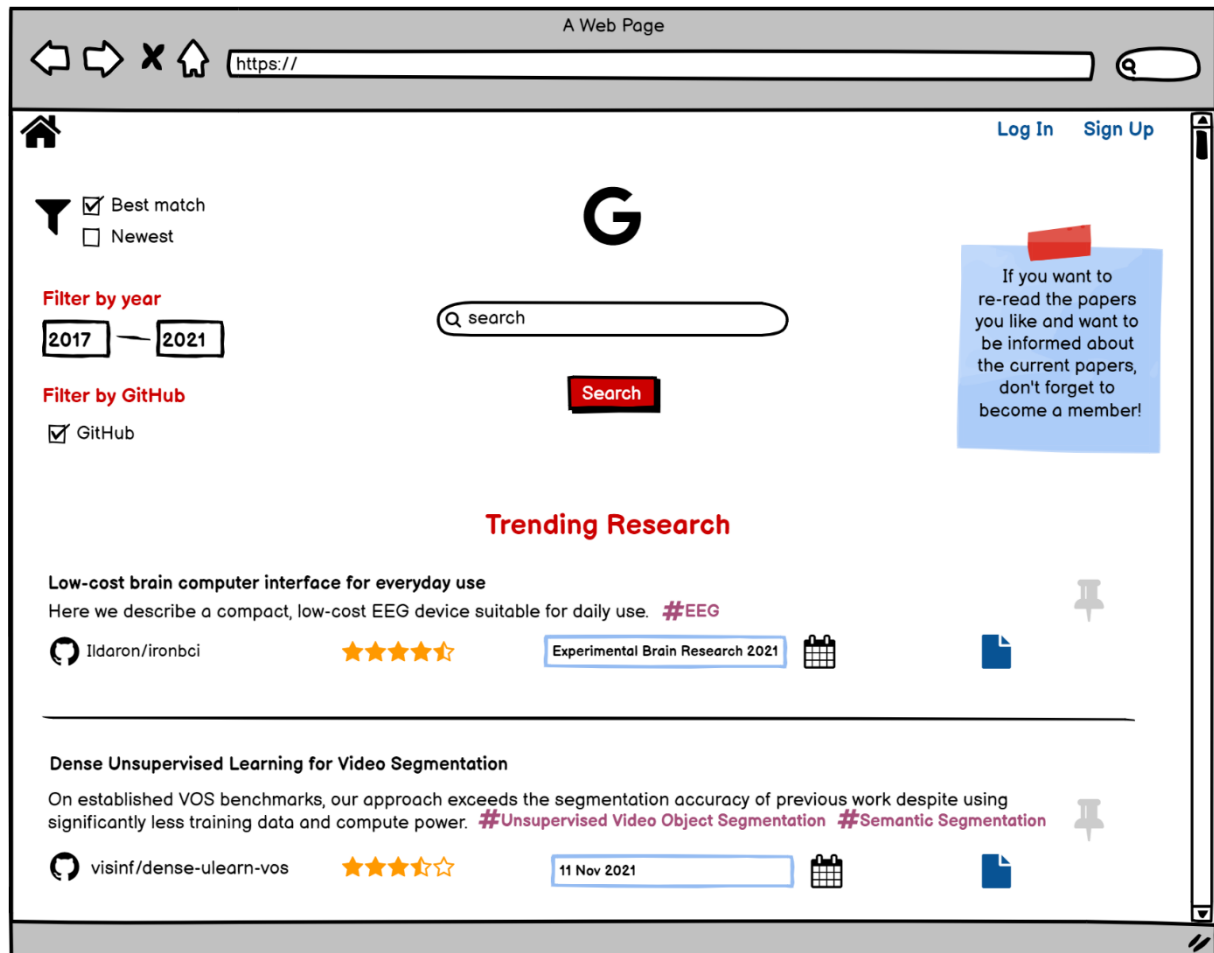 A Web Page
https://
Log In Sign Up
Best match
Newest
G
Filter by year
2017 — 2021
search
Filter by GitHub
Search
GitHub
If you want to
re-read the papers
you like and want to
be informed about
the current papers,
don't forget to
become a member!
Trending Research
Low-cost brain computer interface for everyday use
Here we describe a compact, low-cost EEG device suitable for daily use. #EEG
Ildaron/ironbci
Experimental Brain Research 2021
Dense Unsupervised Learning for Video Segmentation
On established VOS benchmarks, our approach exceeds the segmentation accuracy of previous work despite using
significantly less training data and compute power. #Unsupervised Video Object Segmentation #Semantic Segmentation
visinf/dense-ulearn-vos
11 Nov 2021